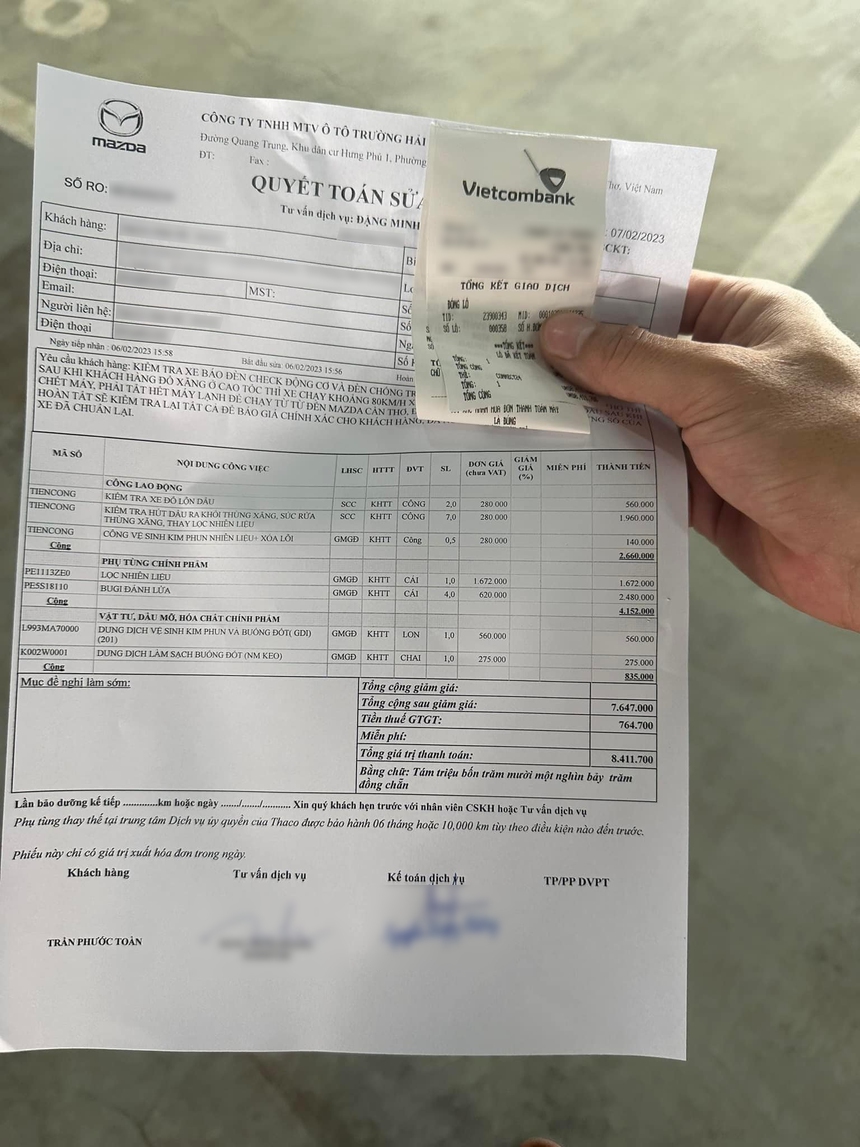 mazda
CÔNG TY TNHH MTV Ô TÔ TRƯỜNG HẢI
Đường Quang Trung, Khu dân cư Hưng Phú 1, Phường
Thơ, Việt Nam
ĐT: Fax :
SỐ RO:
QUYẾT TOÁN SỬA
Tư vấn dịch vụ: ĐẶNG MINH
: 07/02/2023
/CKT:
Khách hàng:
Địa chỉ:
Điện thoại:
Email: MST:
Người liên hệ:
Điện thoại
Vietcombank
TỔNG KẾT GIAO DỊCH
ĐÓNG LÔ
TID: 23900343 MID:
SỐ LÔ: 000358
***TỔNG KẾT***
TỔNG CỘNG
Ngày tiếp nhận : 06/02/2023 15:58 Bắt đầu sửa: 06/02/2023 15:56 Hoàn
Yêu cầu khách hàng: KIỂM TRA XE BÁO ĐÈN CHECK ĐỘNG CƠ VÀ ĐÈN CHỐNG TR
SAU KHI KHÁCH HÀNG ĐỔ XĂNG Ở CAO TỐC THÌ XE CHẠY KHOẢNG 80KM/H X
CHẾT MÁY, PHẢI TẮT HẾT MÁY LẠNH ĐỂ CHẠY TỪ TỪ ĐẾN MAZDA CẦN THƠ,
HOÀN TẤT SẼ KIỂM TRA LẠI TẤT CẢ ĐỂ BÁO GIÁ CHÍNH XÁC CHO KHÁCH HÀNG,
XE ĐÃ CHUẨN LẠI.
MÃ SỐ NỘI DUNG CÔNG VIỆC LHSC HTTT ĐVT SL ĐƠN GIÁ (chưa VAT) GIẢM GIÁ (%) MIỄN PHÍ THÀNH TIỀN
CÔNG LAO ĐỘNG
TIENCONG KIỂM TRA XE ĐỔ LỘN DẦU SCC KHTT CÔNG 2,0 280.000 560.000
TIENCONG KIỂM TRA HÚT DẦU RA KHỎI THÙNG XĂNG, SÚC RỬA SCC KHTT CÔNG 7,0 280.000 1.960.000
THÙNG XĂNG, THAY LỌC NHIÊN LIỆU
TIENCONG CÔNG VỆ SINH KIM PHUN NHIÊN LIỆU+ XÓA LỖI GMGĐ KHTT Công 0,5 280.000 140.000
Cộng 2.660.000
PHỤ TÙNG CHÍNH PHẨM
PE1113ZE0 LỌC NHIÊN LIỆU GMGĐ KHTT CÁI 1,0 1.672.000 1.672.000
PE5S18110 BUGI ĐÁNH LỬA GMGĐ KHTT CÁI 4,0 620.000 2.480.000
Cộng 4.152.000
VẬT TƯ, DẦU MỠ, HÓA CHẤT CHÍNH PHẨM
L993MA70000 DUNG DỊCH VỆ SINH KIM PHUN VÀ BUỒNG ĐỐT( GDI) GMGĐ KHTT LON 1,0 560.000 560.000
(201)
K002W0001 DUNG DỊCH LÀM SẠCH BUỒNG ĐỐT (NM KEO) GMGĐ KHTT CHAI 1,0 275.000 275.000
Cộng 835.000
Mục đề nghị làm sớm:
Tổng cộng giảm giá:
Tổng cộng sau giảm giá: 7.647.000
Tiền thuế GTGT: 764.700
Miễn phí:
Tổng giá trị thanh toán: 8.411.700
Bằng chữ: Tám triệu bốn trăm mười một nghìn bảy trăm
đồng chẵn
Lần bảo dưỡng kế tiếp .............km hoặc ngày ......./......./........... Xin quý khách hẹn trước với nhân viên CSKH hoặc Tư vấn dịch vụ
Phụ tùng thay thế tại trung tâm Dịch vụ ủy quyền của Thaco được bảo hành 06 tháng hoặc 10,000 km tùy theo điều kiện nào đến trước.
Phiếu này chỉ có giá trị xuất hóa đơn trong ngày.
Khách hàng Tư vấn dịch vụ Kế toán dịch vụ TP/PP DVPT
TRẦN PHƯỚC TOÀN